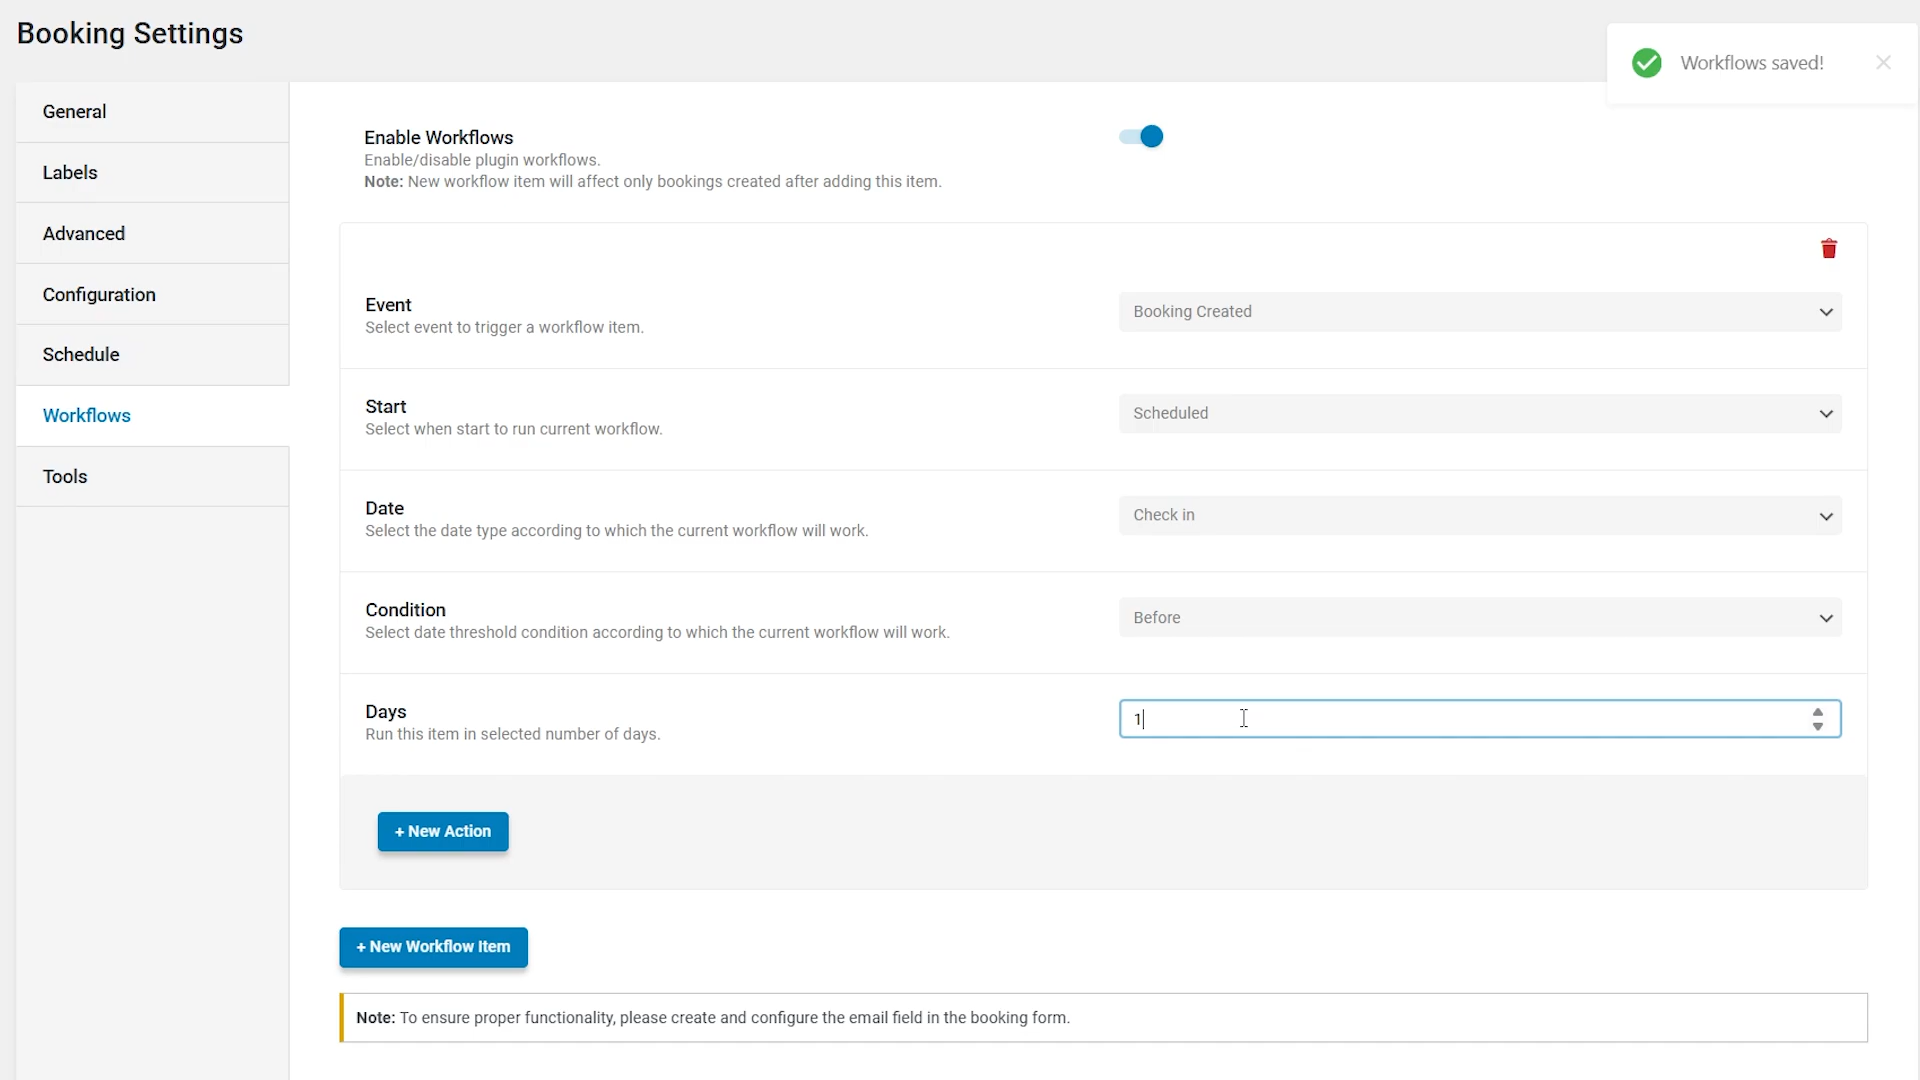 Booking Settings
Workflows saved!
General
Labels
Advanced
Configuration
Schedule
Workflows
Tools
Enable Workflows
Enable/disable plugin workflows.
Note: New workflow item will affect only bookings created after adding this item.
Event
Select event to trigger a workflow item.
Booking Created
Start
Select when start to run current workflow.
Scheduled
Date
Select the date type according to which the current workflow will work.
Check in
Condition
Select date threshold condition according to which the current workflow will work.
Before
Days
Run this item in selected number of days.
1
+ New Action
+ New Workflow Item
Note: To ensure proper functionality, please create and configure the email field in the booking form.